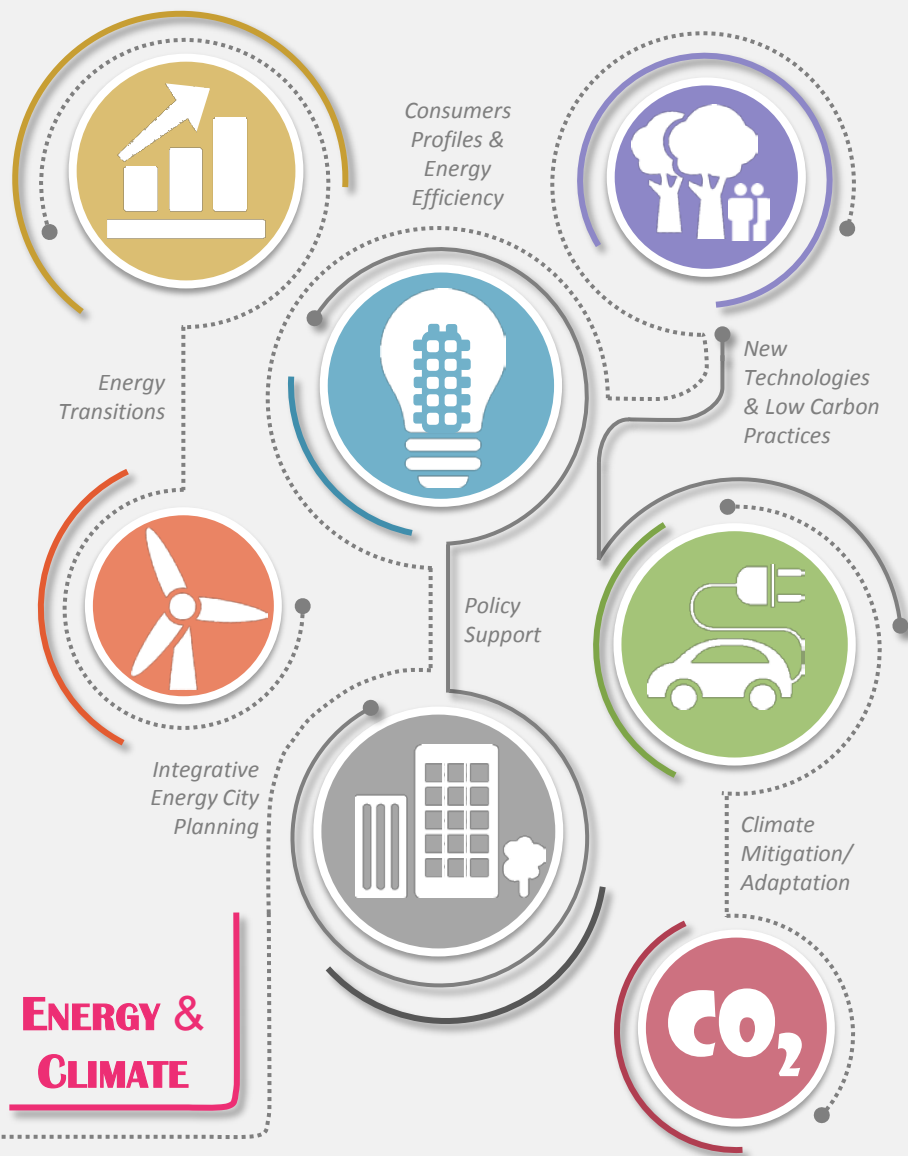 Consumers
Profiles &
Energy
Efficiency
New
Technologies
& Low Carbon
Practices
Energy
Transitions
Policy
Support
Integrative
Energy City
Planning
Climate
Mitigation/
Adaptation
ENERGY &
CLIMATE
CO2